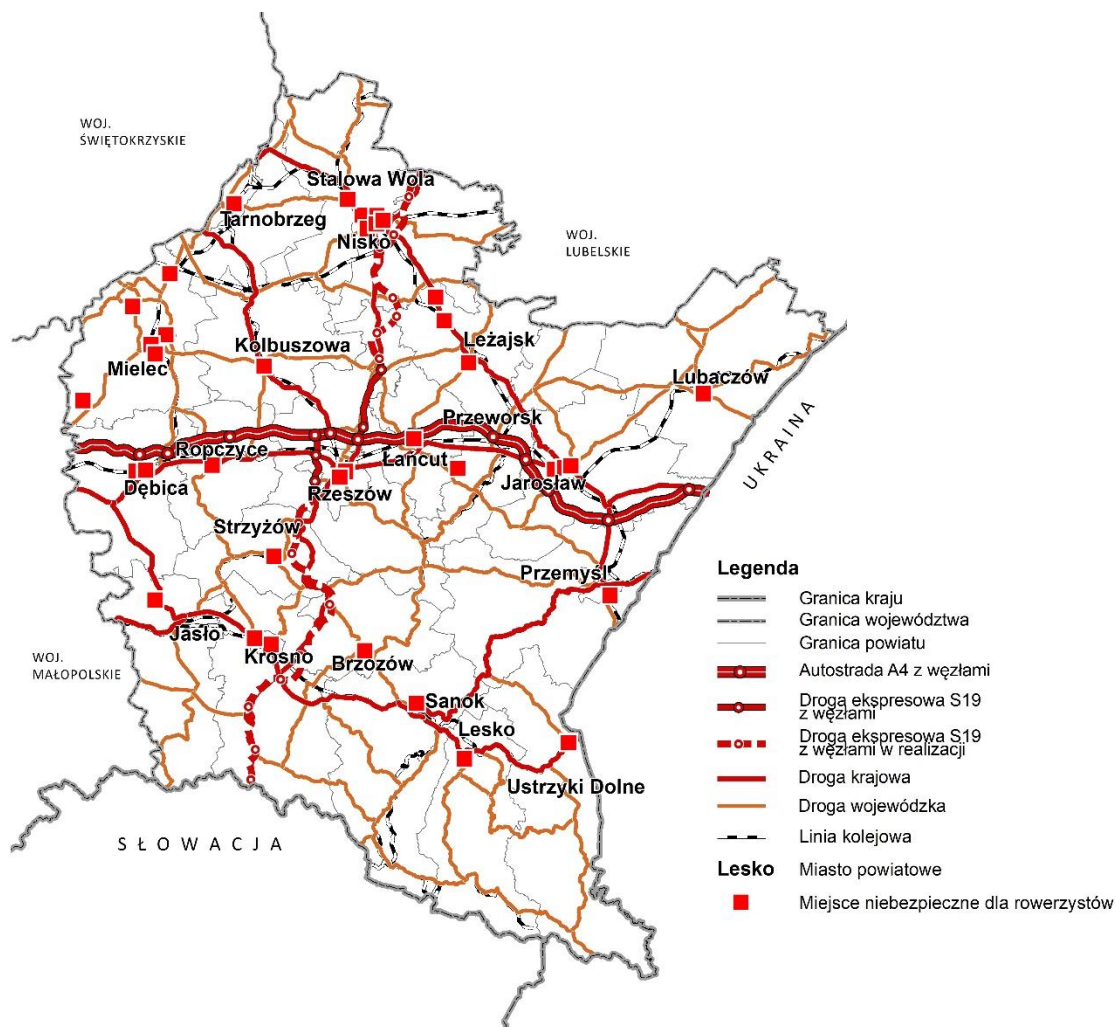 WOJ.
ŚWIĘTOKRZYSKIE
Stalowa Wola
Tarnobrzeg
Nisko
WOJ.
LUBELSKIE
Leżajsk
Kolbuszowa
Mielec
Lubaczów
Przeworsk
UKRAINA
Ropczyce
Łańcut
Dębica
Rzeszów
Jarosław
Strzyżów
Przemyśl
Jasło
Krosno
Brzozów
WOJ.
MAŁOPOLSKIE
Sanok
Lesko
Ustrzyki Dolne
SŁOWACJA
Legenda
Granica kraju
Granica województwa
Granica powiatu
Autostrada A4 z węzłami
Droga ekspresowa S19
z węzłami
Droga ekspresowa S19
z węzłami w realizacji
Droga krajowa
Droga wojewódzka
Linia kolejowa
Lesko Miasto powiatowe
Miejsce niebezpieczne dla rowerzystów